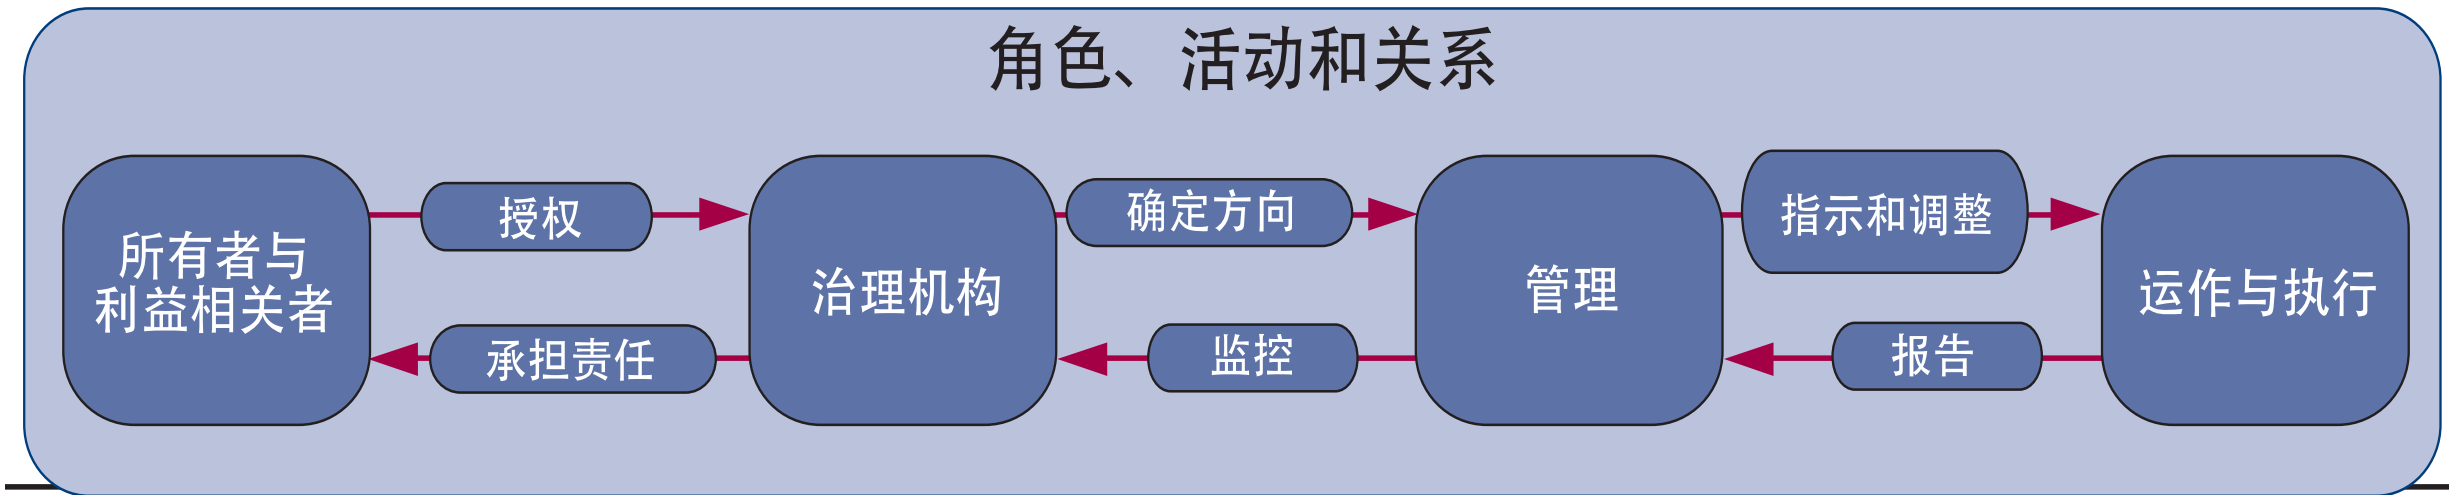 角色、活动和关系
所有者与
利益相关者
授权
承担责任
治理机构
确定方向
监控
管理
指示和调整
报告
运作与执行